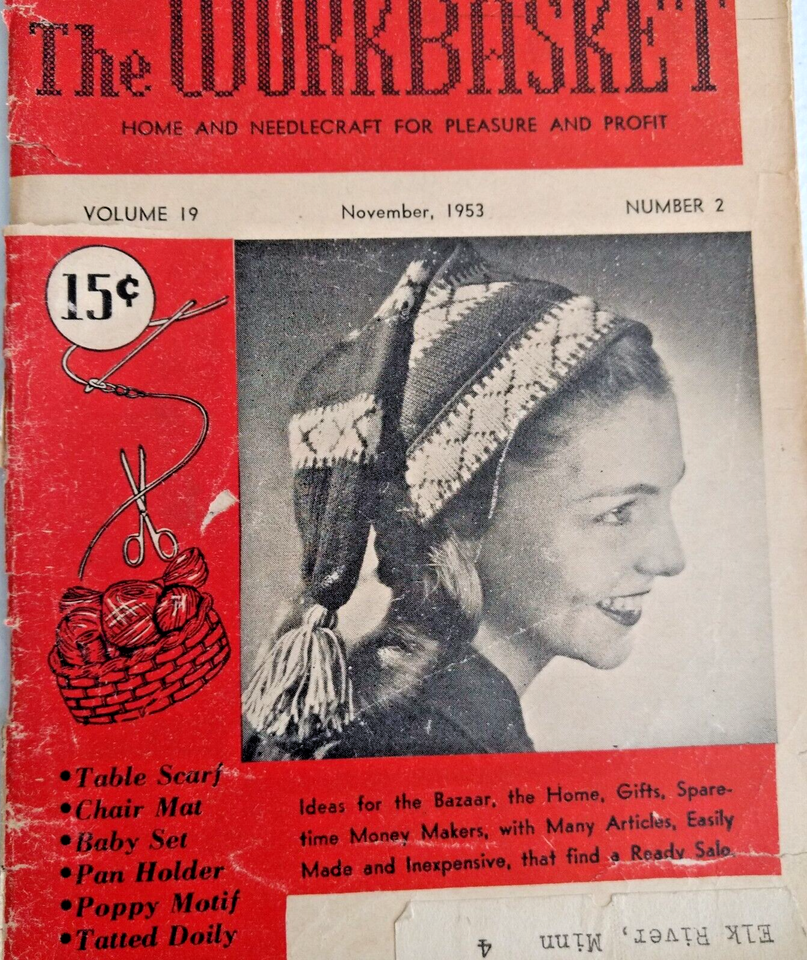 The WORKBASKET
HOME AND NEEDLECRAFT FOR PLEASURE AND PROFIT
VOLUME 19 November, 1953 NUMBER 2
15¢
•Table Scarf
•Chair Mat
•Baby Set
•Pan Holder
•Poppy Motif
•Tatted Doily
Ideas for the Bazaar, the Home, Gifts, Spare-
time Money Makers, with Many Articles, Easily
Made and Inexpensive, that find a Ready Sale.
Elk River, Minn 4